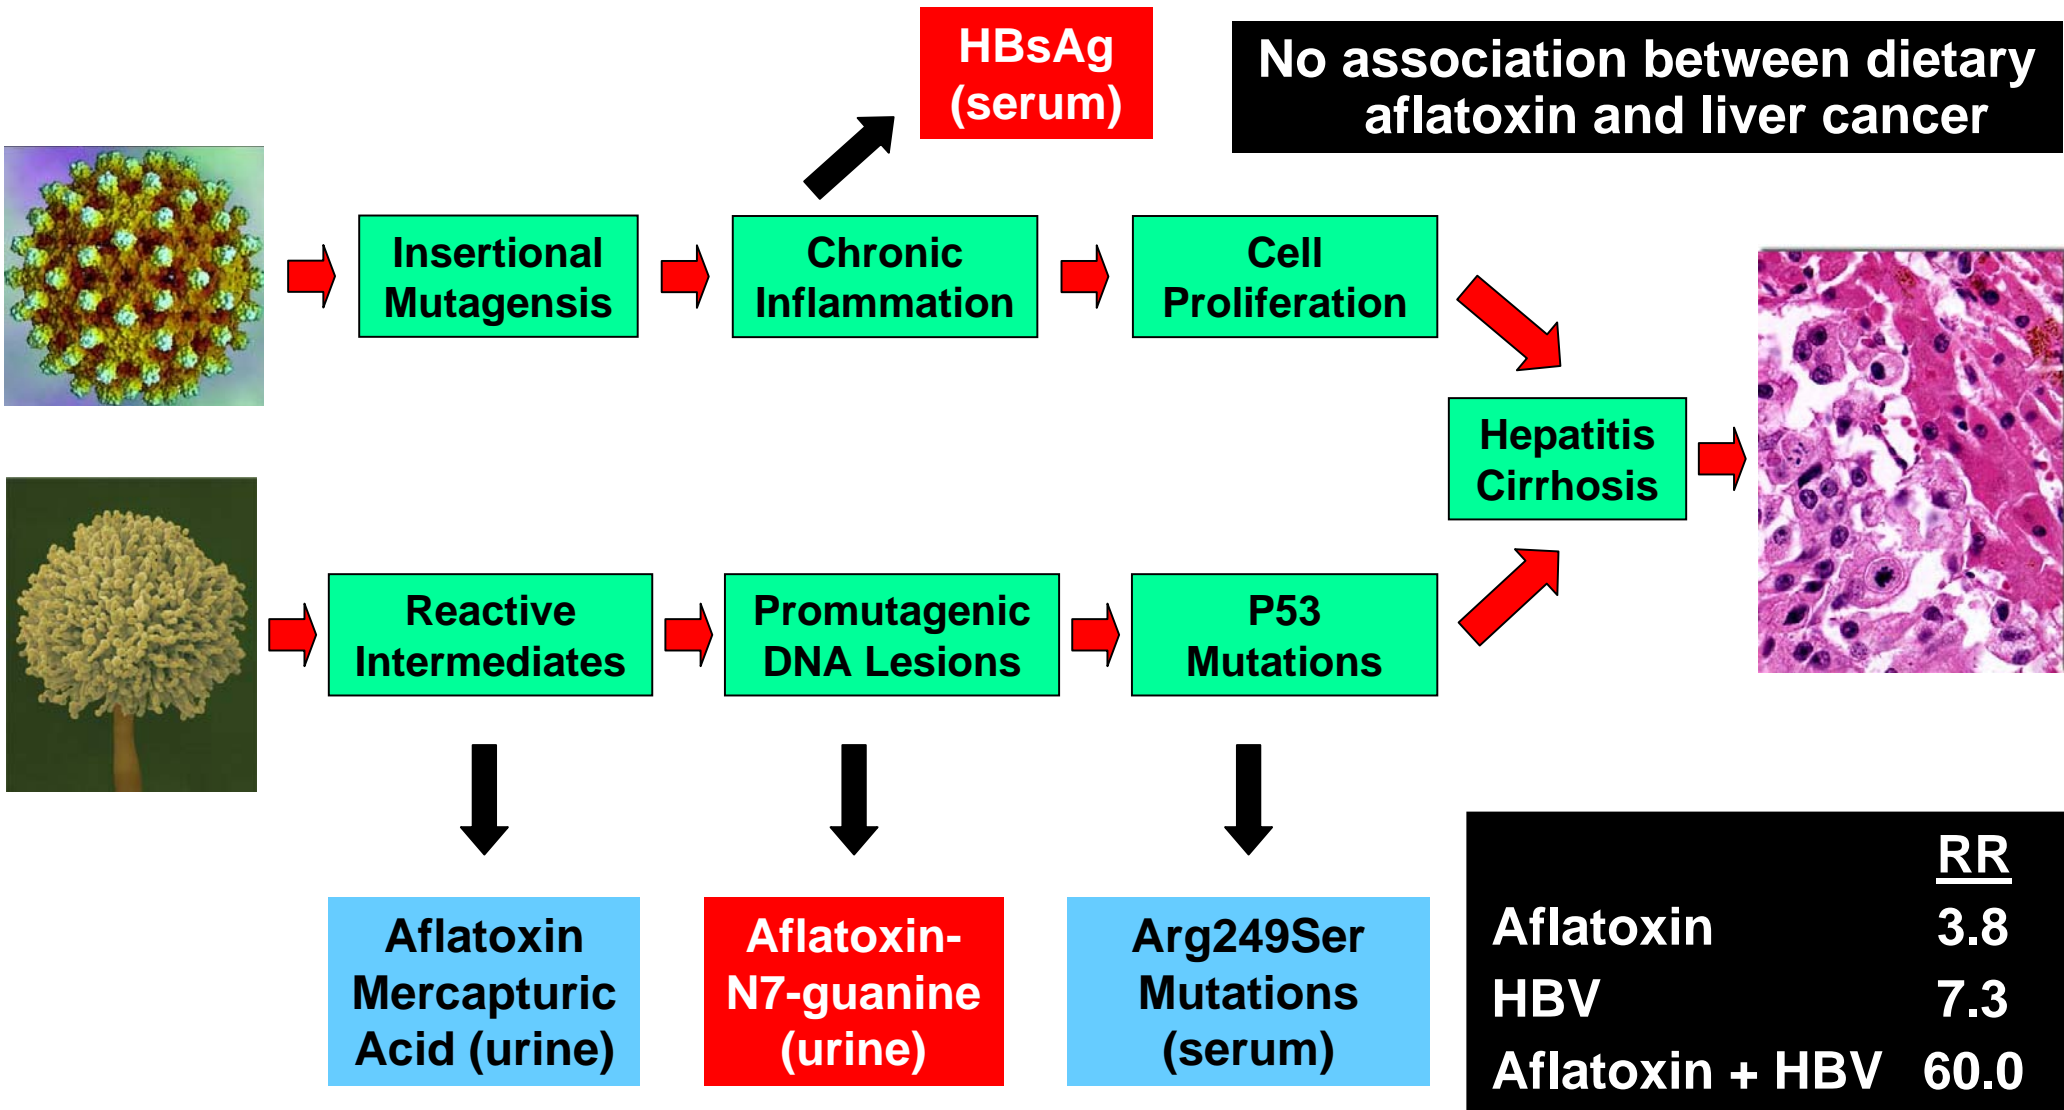 HBsAg
(serum)
No association between dietary
aflatoxin and liver cancer
Insertional
Mutagensis
Chronic
Inflammation
Cell
Proliferation
Hepatitis
Cirrhosis
Reactive
Intermediates
Promutagenic
DNA Lesions
P53
Mutations
Aflatoxin
Mercapturic
Acid (urine)
Aflatoxin-
N7-guanine
(urine)
Arg249Ser
Mutations
(serum)
RR
Aflatoxin 3.8
HBV 7.3
Aflatoxin + HBV 60.0